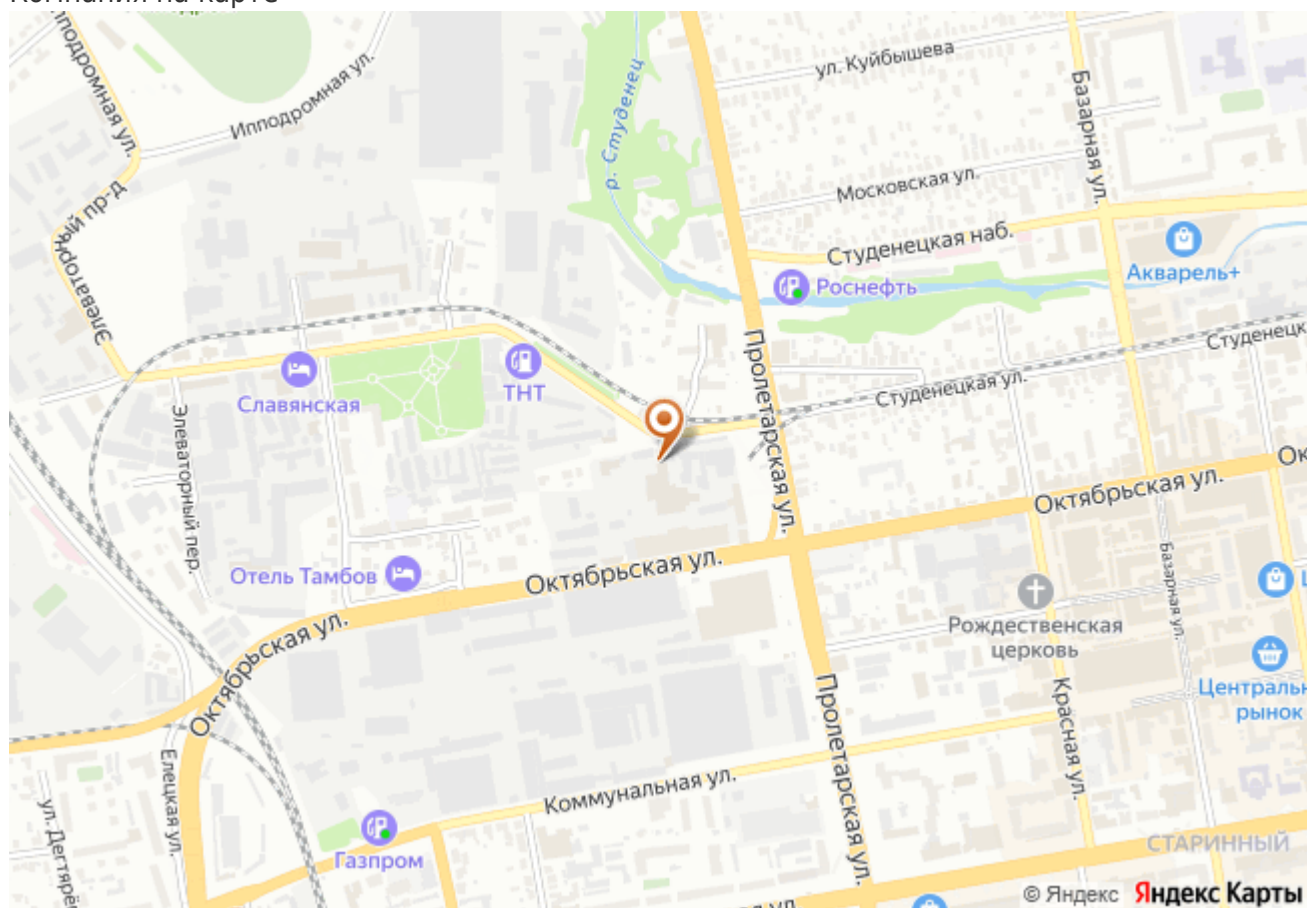 Компания на карте
ул. Куйбышева
Базарная ул.
Ипподромная ул.
Ипподромная ул.
р. Студенец
Московская ул.
Элеваторный пр-д
Студенецкая наб.
Акварель+
Роснефть
Элеваторный
Студенецк
Пролетарская ул.
Славянская
ТНТ
Студенецкая ул.
Элеваторный пер.
Ок
Октябрьская ул.
Отель Тамбов
Октябрьская ул.
Базарная ул.
Рождественская
церковь
Октябрьская ул.
Центральн
рынок
Пролетарская ул.
Красная ул.
Елецкая ул.
Коммунальная ул.
ул. Дегтярё
Газпром
СТАРИННЫЙ
© Яндекс Яндекс Карты